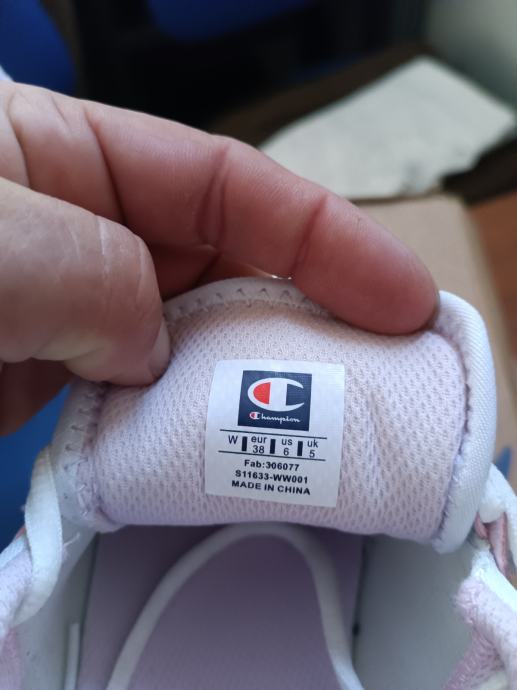 Champion
W eur us uk
38 6 5
Fab:306077
S11633-WW001
MADE IN CHINA